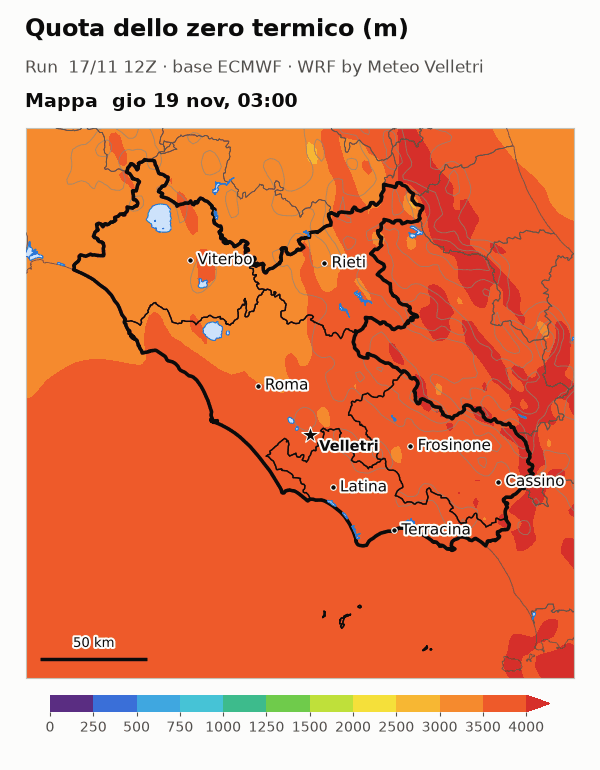 Quota dello zero termico (m)
Run  17/11 12Z · base ECMWF · WRF by Meteo Velletri
Mappa  gio 19 nov, 03:00
Viterbo
Rieti
Roma
Velletri
Frosinone
Latina
Cassino
Terracina
50 km
0 250 500 750 1000 1250 1500 2000 2500 3000 3500 4000